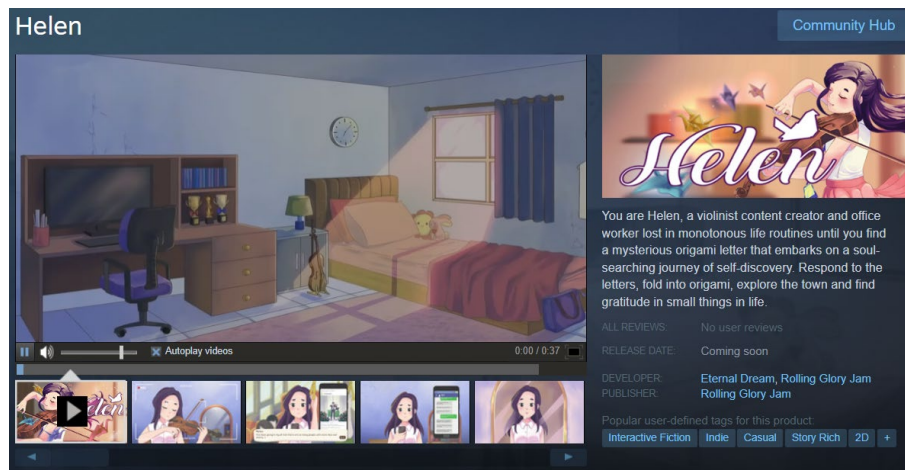 Helen
Community Hub
Helen
You are Helen, a violinist content creator and office
worker lost in monotonous life routines until you find
a mysterious origami letter that embarks on a soul-
searching journey of self-discovery. Respond to the
letters, fold into origami, explore the town and find
gratitude in small things in life.
ALL REVIEWS: No user reviews
RELEASE DATE: Coming soon
DEVELOPER: Eternal Dream, Rolling Glory Jam
PUBLISHER: Rolling Glory Jam
Popular user-defined tags for this product:
Interactive Fiction Indie Casual Story Rich 2D +
Autoplay videos 0:00 / 0:37
Helen